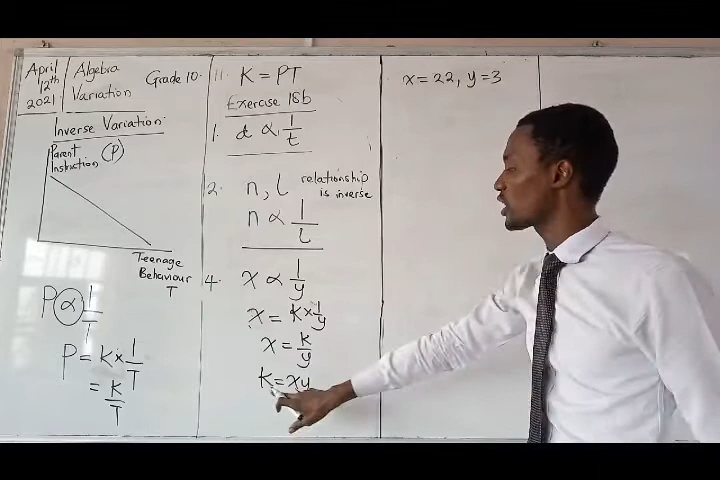 April
12th
2021
Algebra
Variation
Grade 10.
Inverse Variation.
Parent
Instruction (P)
Teenage
Behaviour
T
P ∝ 1/T
P = K × 1/T
= K/T
11. K = PT
Exercise 18b
1. d ∝ 1/t
2. n, l relationship
is inverse
n ∝ 1/l
4. x ∝ 1/y
x = k × 1/y
x = k/y
k = xy
x = 22, y = 3